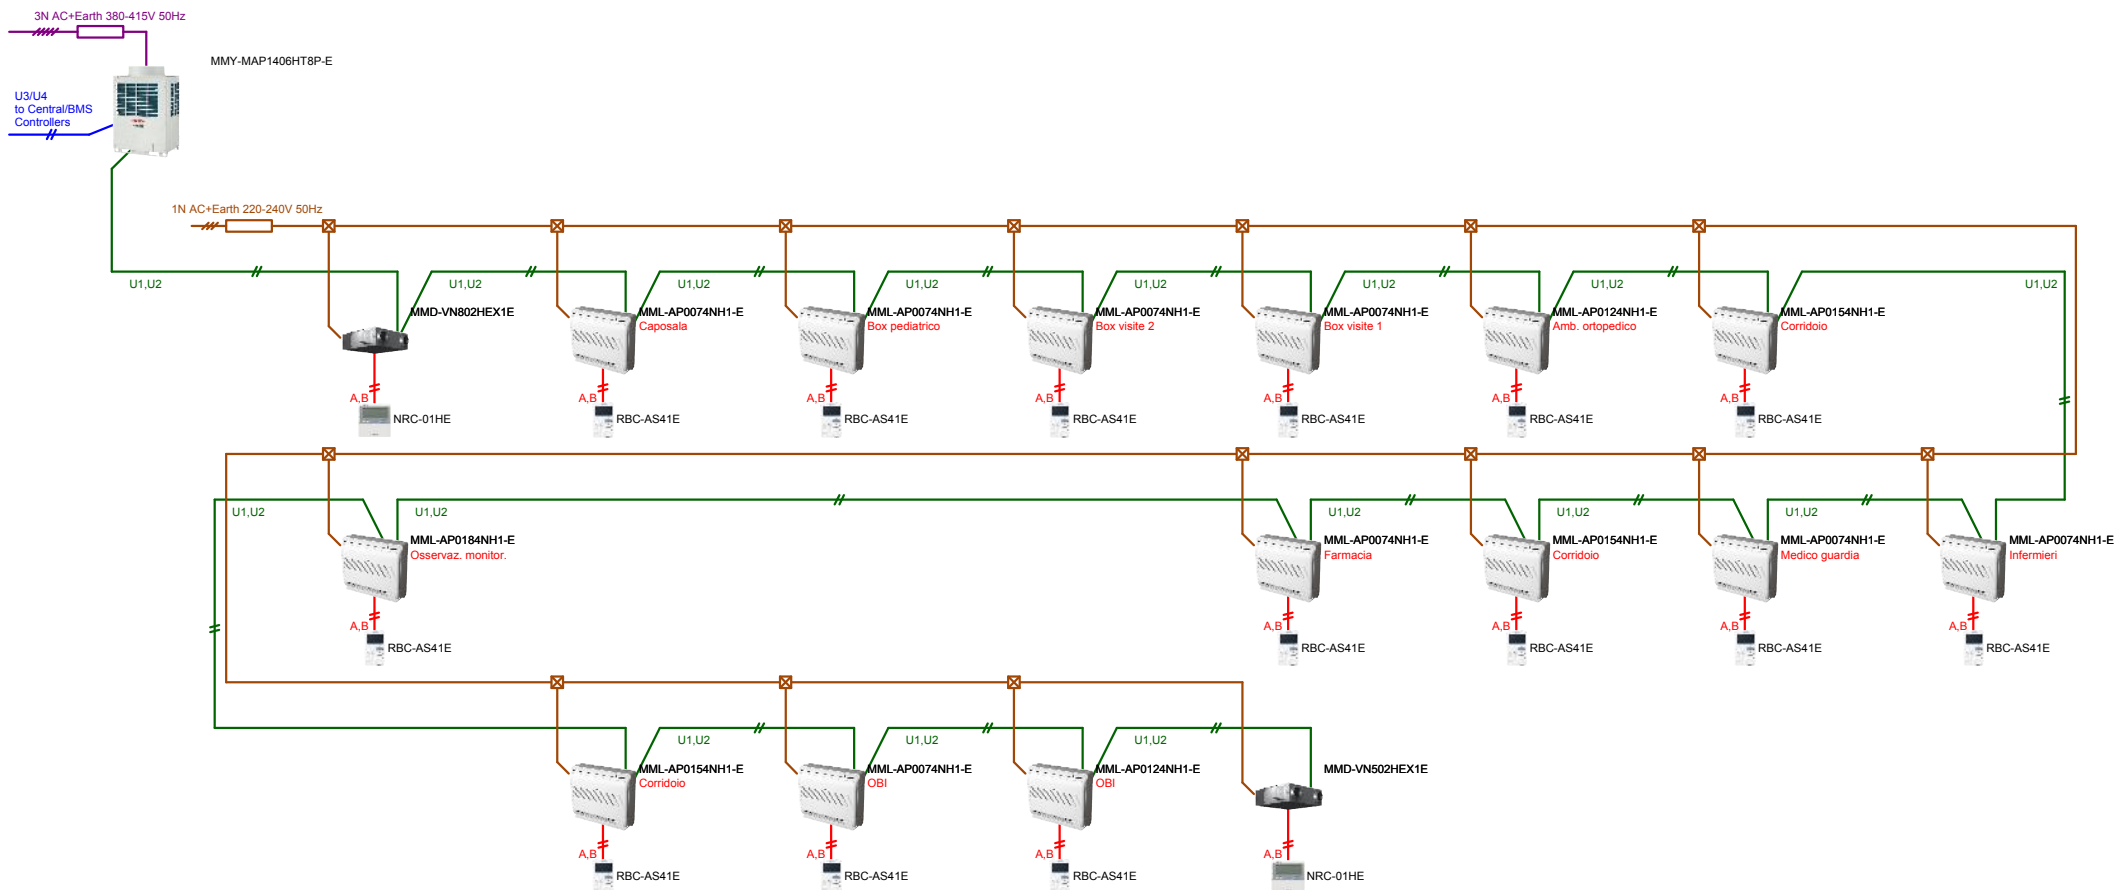 3N AC+Earth 380-415V 50Hz
MMY-MAP1406HT8P-E
U3/U4
to Central/BMS
Controllers
1N AC+Earth 220-240V 50Hz
U1,U2
U1,U2
U1,U2
U1,U2
U1,U2
U1,U2
U1,U2
U1,U2
MMD-VN802HEX1E
MML-AP0074NH1-E
Caposala
MML-AP0074NH1-E
Box pediatrico
MML-AP0074NH1-E
Box visite 2
MML-AP0074NH1-E
Box visite 1
MML-AP0124NH1-E
Amb. ortopedico
MML-AP0154NH1-E
Corridoio
A,B
A,B
A,B
A,B
A,B
A,B
A,B
NRC-01HE
RBC-AS41E
RBC-AS41E
RBC-AS41E
RBC-AS41E
RBC-AS41E
RBC-AS41E
U1,U2
U1,U2
U1,U2
U1,U2
U1,U2
MML-AP0184NH1-E
Osservaz. monitor.
MML-AP0074NH1-E
Farmacia
MML-AP0154NH1-E
Corridoio
MML-AP0074NH1-E
Medico guardia
MML-AP0074NH1-E
Infermieri
A,B
A,B
A,B
A,B
A,B
RBC-AS41E
RBC-AS41E
RBC-AS41E
RBC-AS41E
RBC-AS41E
U1,U2
U1,U2
U1,U2
MML-AP0154NH1-E
Corridoio
MML-AP0074NH1-E
OBI
MML-AP0124NH1-E
OBI
MMD-VN502HEX1E
A,B
A,B
A,B
A,B
RBC-AS41E
RBC-AS41E
RBC-AS41E
NRC-01HE